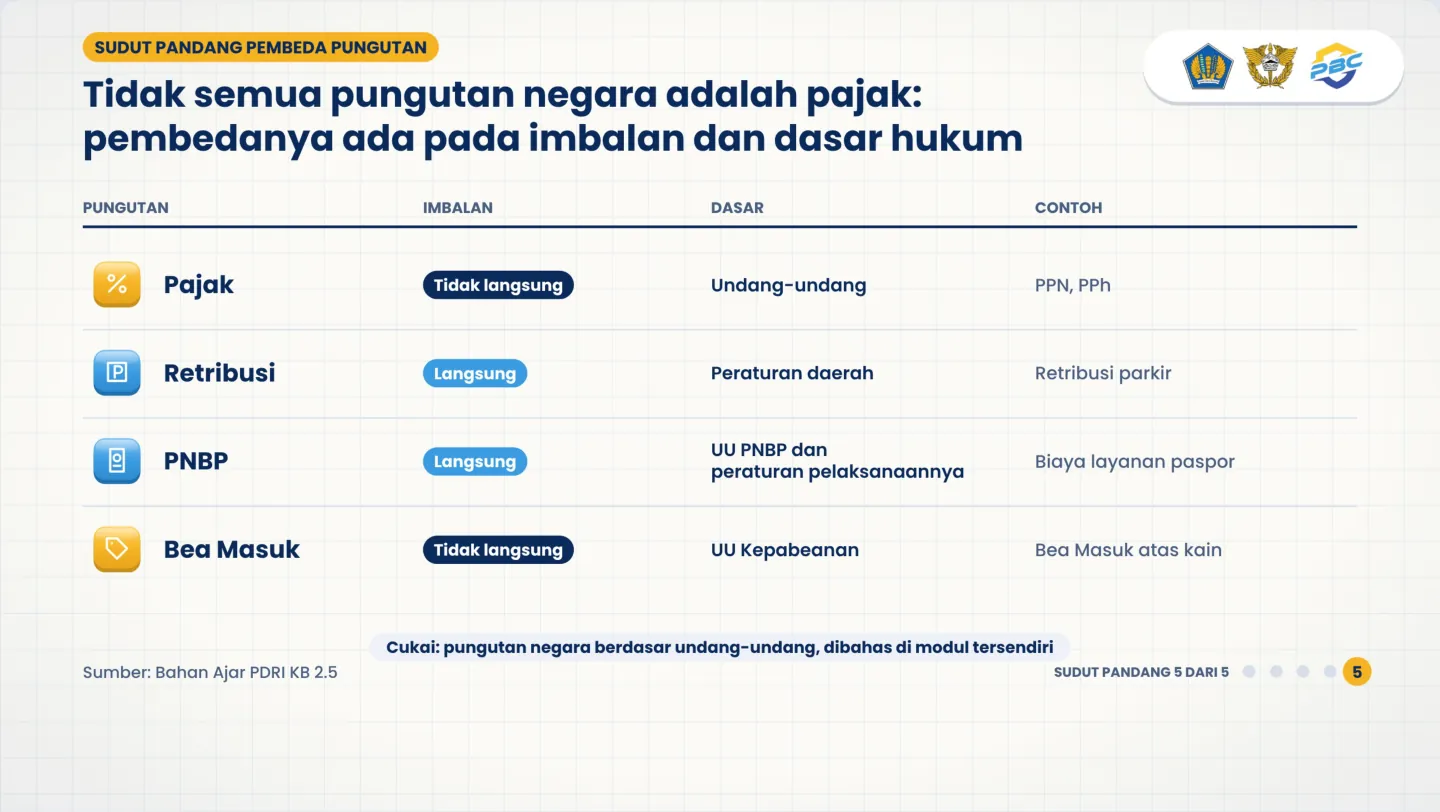 SUDUT PANDANG PEMBEDA PUNGUTAN
Tidak semua pungutan negara adalah pajak:
pembedanya ada pada imbalan dan dasar hukum
PBC
PUNGUTAN IMBALAN DASAR CONTOH
% Pajak Tidak langsung Undang-undang PPN, PPh
P Retribusi Langsung Peraturan daerah Retribusi parkir
PNBP Langsung UU PNBP dan
peraturan pelaksanaannya Biaya layanan paspor
Bea Masuk Tidak langsung UU Kepabeanan Bea Masuk atas kain
Cukai: pungutan negara berdasar undang-undang, dibahas di modul tersendiri
Sumber: Bahan Ajar PDRI KB 2.5
SUDUT PANDANG 5 DARI 5 5